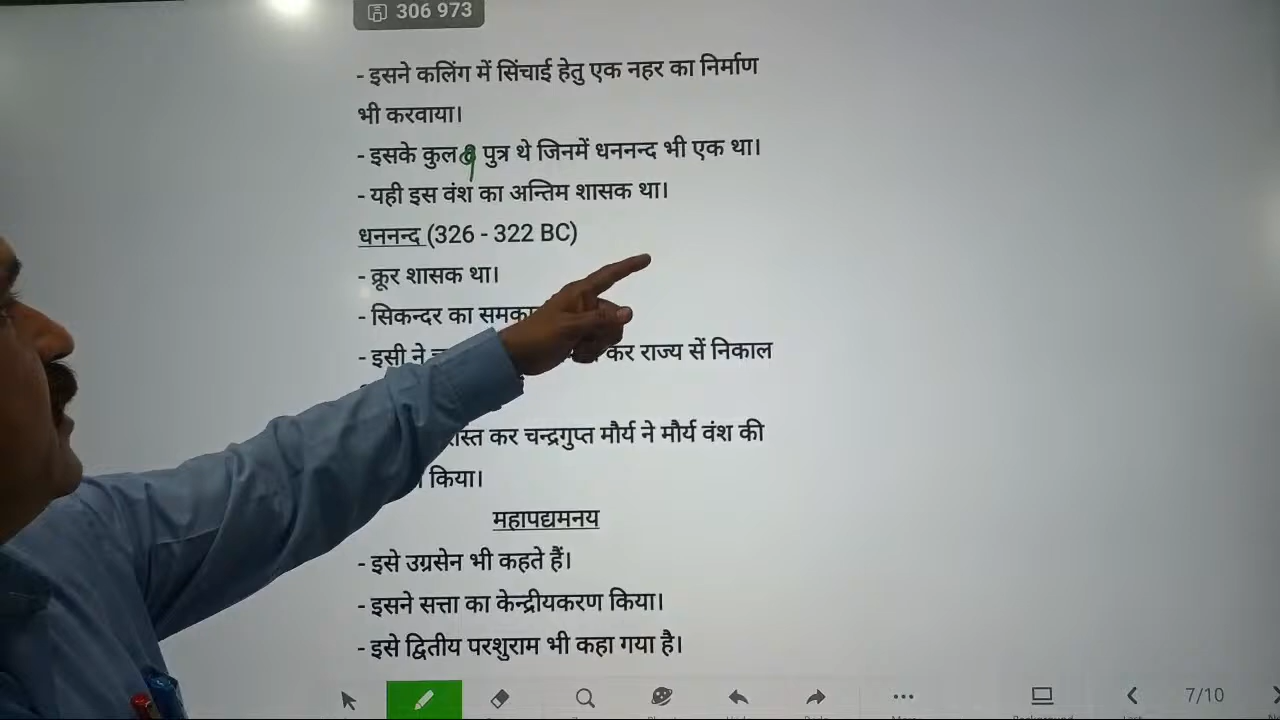 306 973
- इसने कलिंग में सिंचाई हेतु एक नहर का निर्माण
भी करवाया।
- इसके कुल 9 पुत्र थे जिनमें धननन्द भी एक था।
- यही इस वंश का अन्तिम शासक था।
धननन्द (326 - 322 BC)
- क्रूर शासक था।
- सिकन्दर का
- इसी ने कर राज्य सें निकाल
कर चन्द्रगुप्त मौर्य ने मौर्य वंश की
किया।
महापद्यमनय
- इसे उग्रसेन भी कहते हैं।
- इसने सत्ता का केन्द्रीयकरण किया।
- इसे द्वितीय परशुराम भी कहा गया है।
7/10